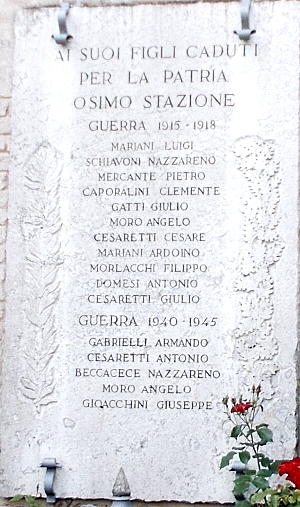 AI SUOI FIGLI CADUTI
PER LA PATRIA
OSIMO STAZIONE
GUERRA 1915-1918
MARIANI LUIGI
SCHIAVONI NAZZARENO
MERCANTE PIETRO
CAPORALINI CLEMENTE
GATTI GIULIO
MORO ANGELO
CESARETTI CESARE
MARIANI ARDOINO
MORLACCHI FILIPPO
DOMESI ANTONIO
CESARETTI GIULIO
GUERRA 1940-1945
GABRIELLI ARMANDO
CESARETTI ANTONIO
BECCACECE NAZZARENO
MORO ANGELO
GIOACCHINI GIUSEPPE